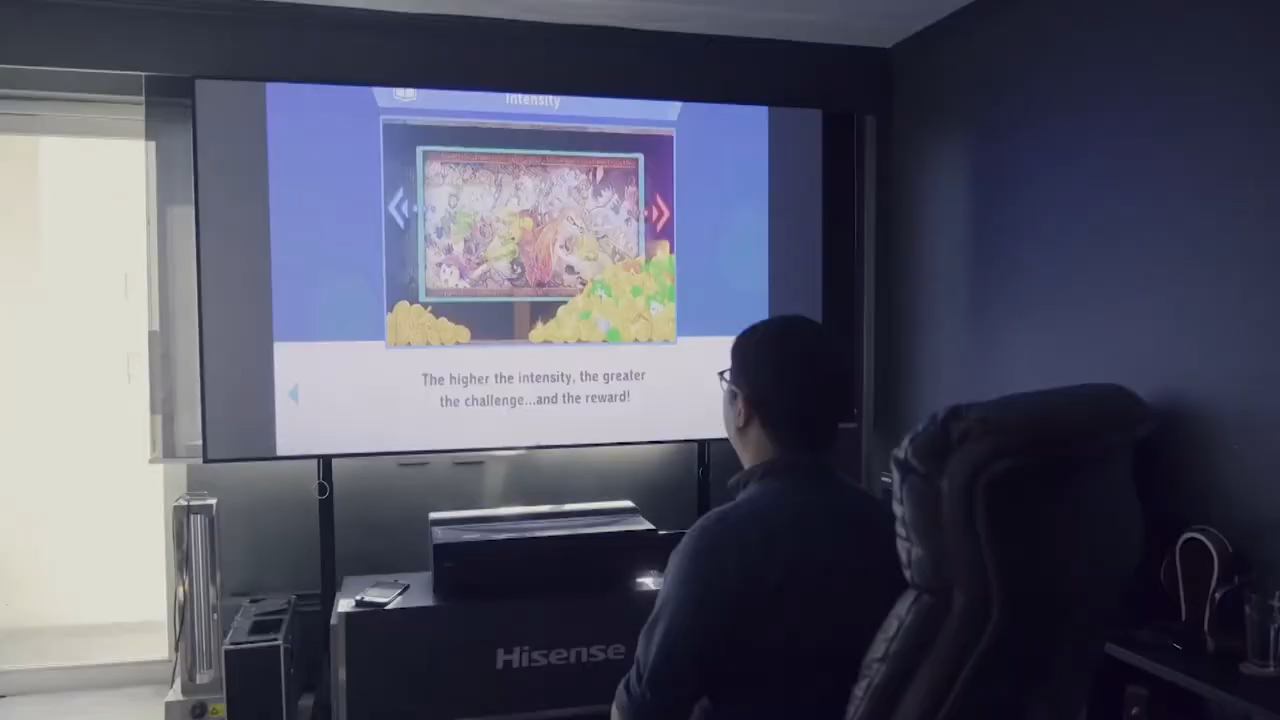 Intensity
The higher the intensity, the greater
the challenge...and the reward!
Hisense